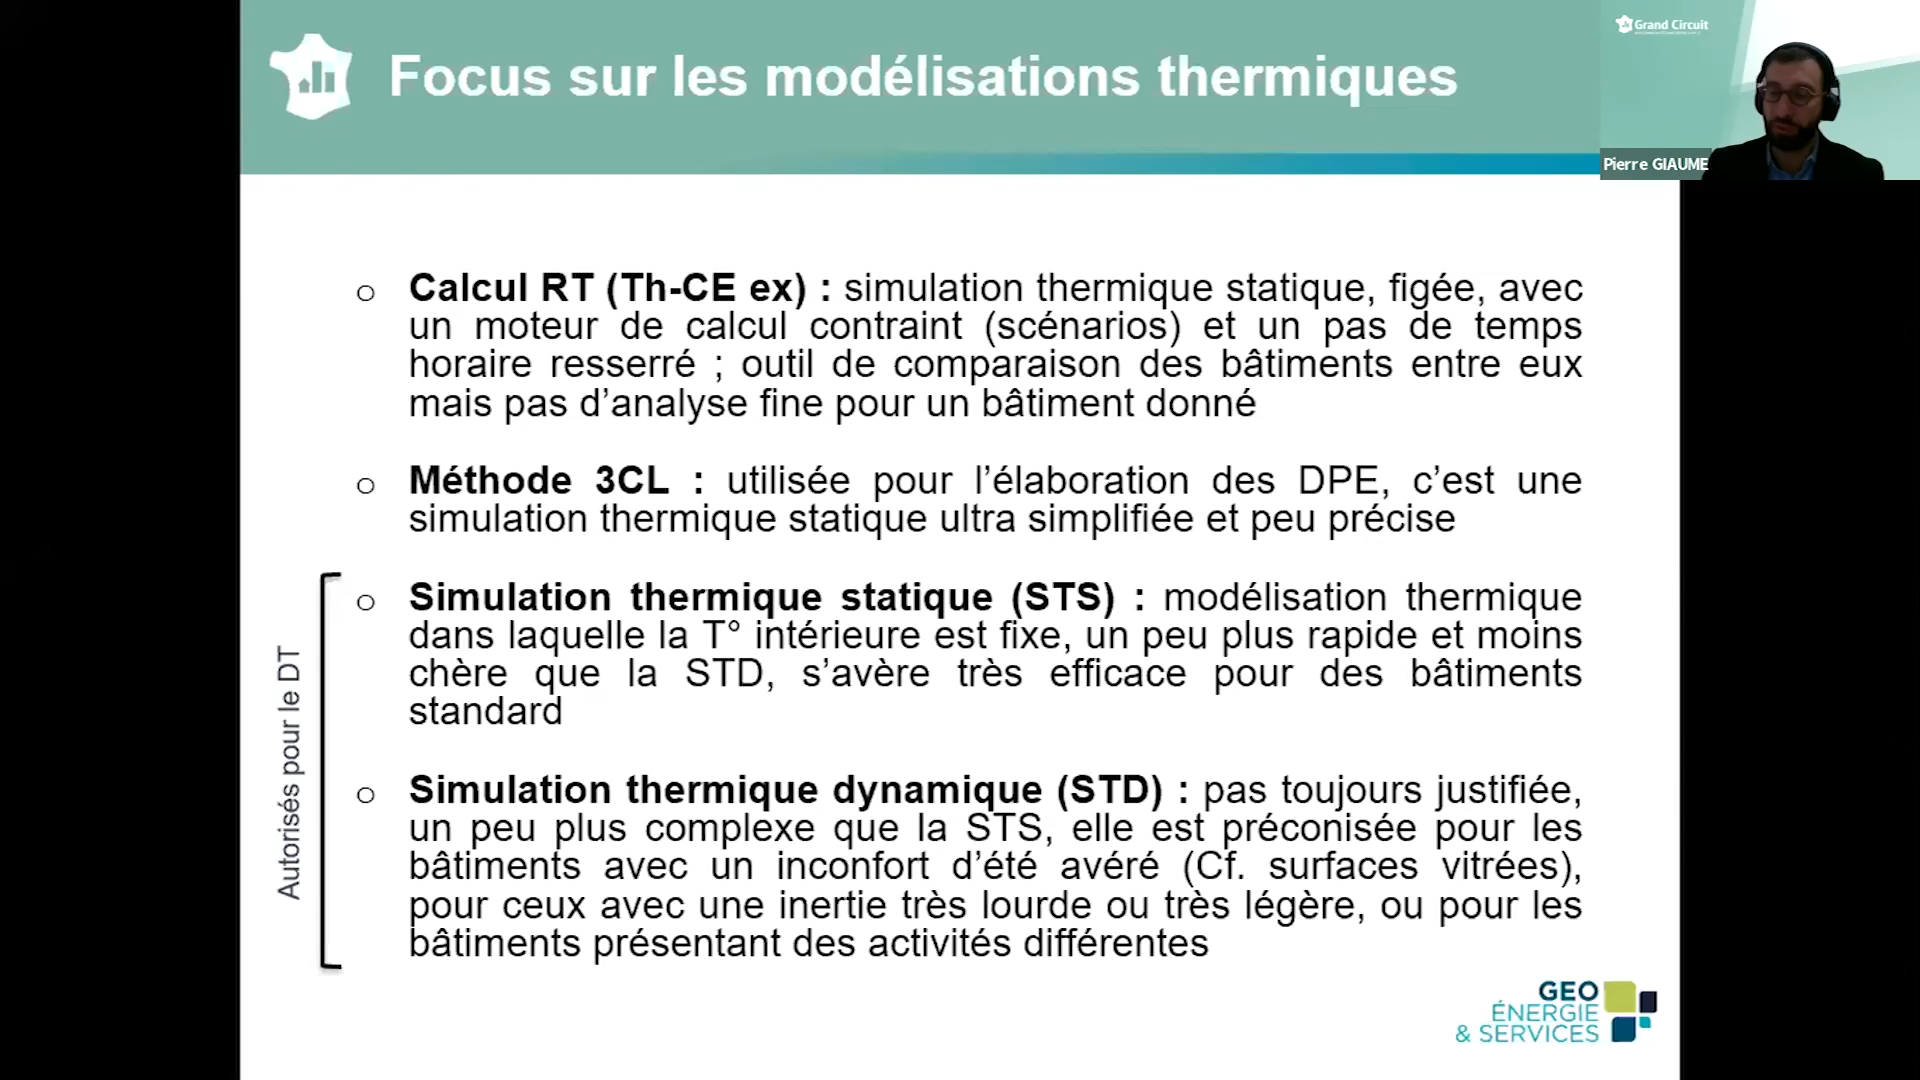 Focus sur les modélisations thermiques
Grand Circuit
Pierre GIAUME
o Calcul RT (Th-CE ex) : simulation thermique statique, figée, avec
un moteur de calcul contraint (scénarios) et un pas de temps
horaire resserré ; outil de comparaison des bâtiments entre eux
mais pas d’analyse fine pour un bâtiment donné
o Méthode 3CL : utilisée pour l’élaboration des DPE, c’est une
simulation thermique statique ultra simplifiée et peu précise
Autorisés pour le DT
o Simulation thermique statique (STS) : modélisation thermique
dans laquelle la T° intérieure est fixe, un peu plus rapide et moins
chère que la STD, s’avère très efficace pour des bâtiments
standard
o Simulation thermique dynamique (STD) : pas toujours justifiée,
un peu plus complexe que la STS, elle est préconisée pour les
bâtiments avec un inconfort d’été avéré (Cf. surfaces vitrées),
pour ceux avec une inertie très lourde ou très légère, ou pour les
bâtiments présentant des activités différentes
GEO
ÉNERGIE
& SERVICES